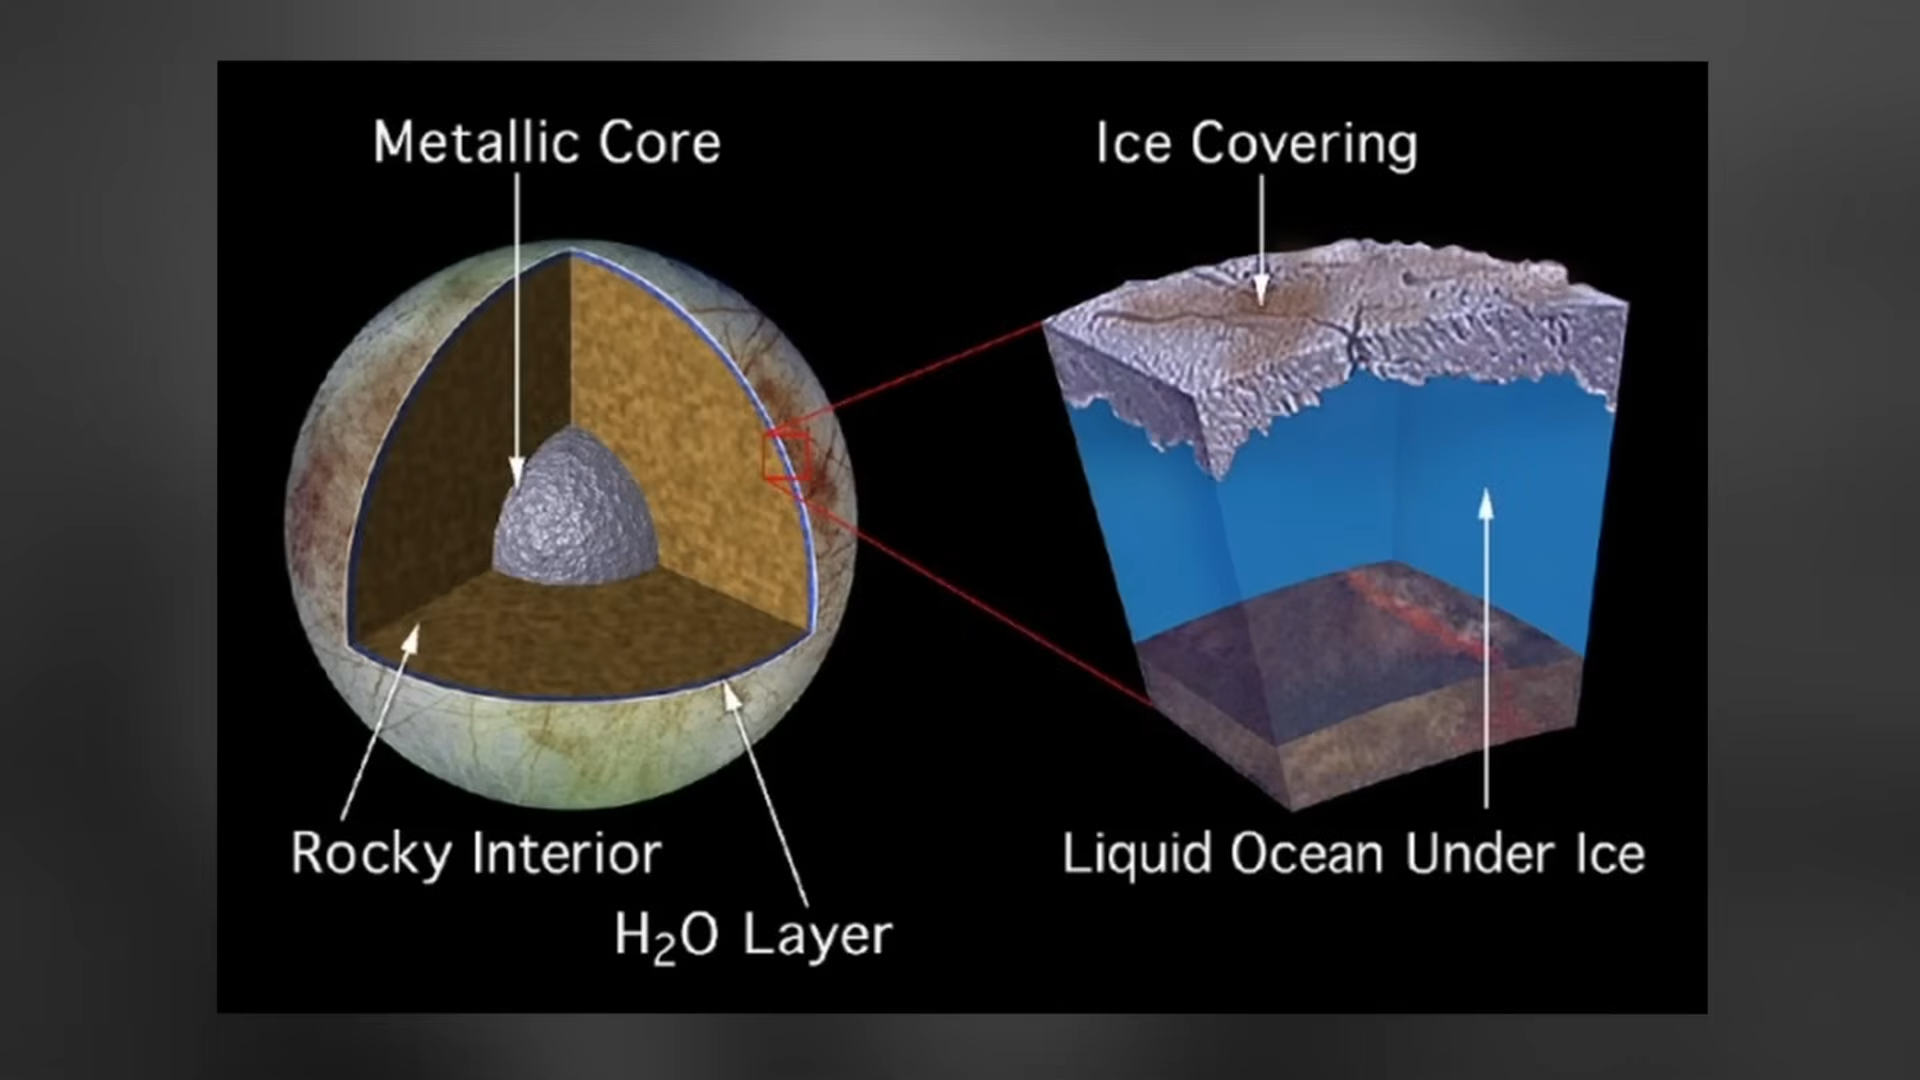 Metallic Core
Ice Covering
Rocky Interior
H₂O Layer
Liquid Ocean Under Ice